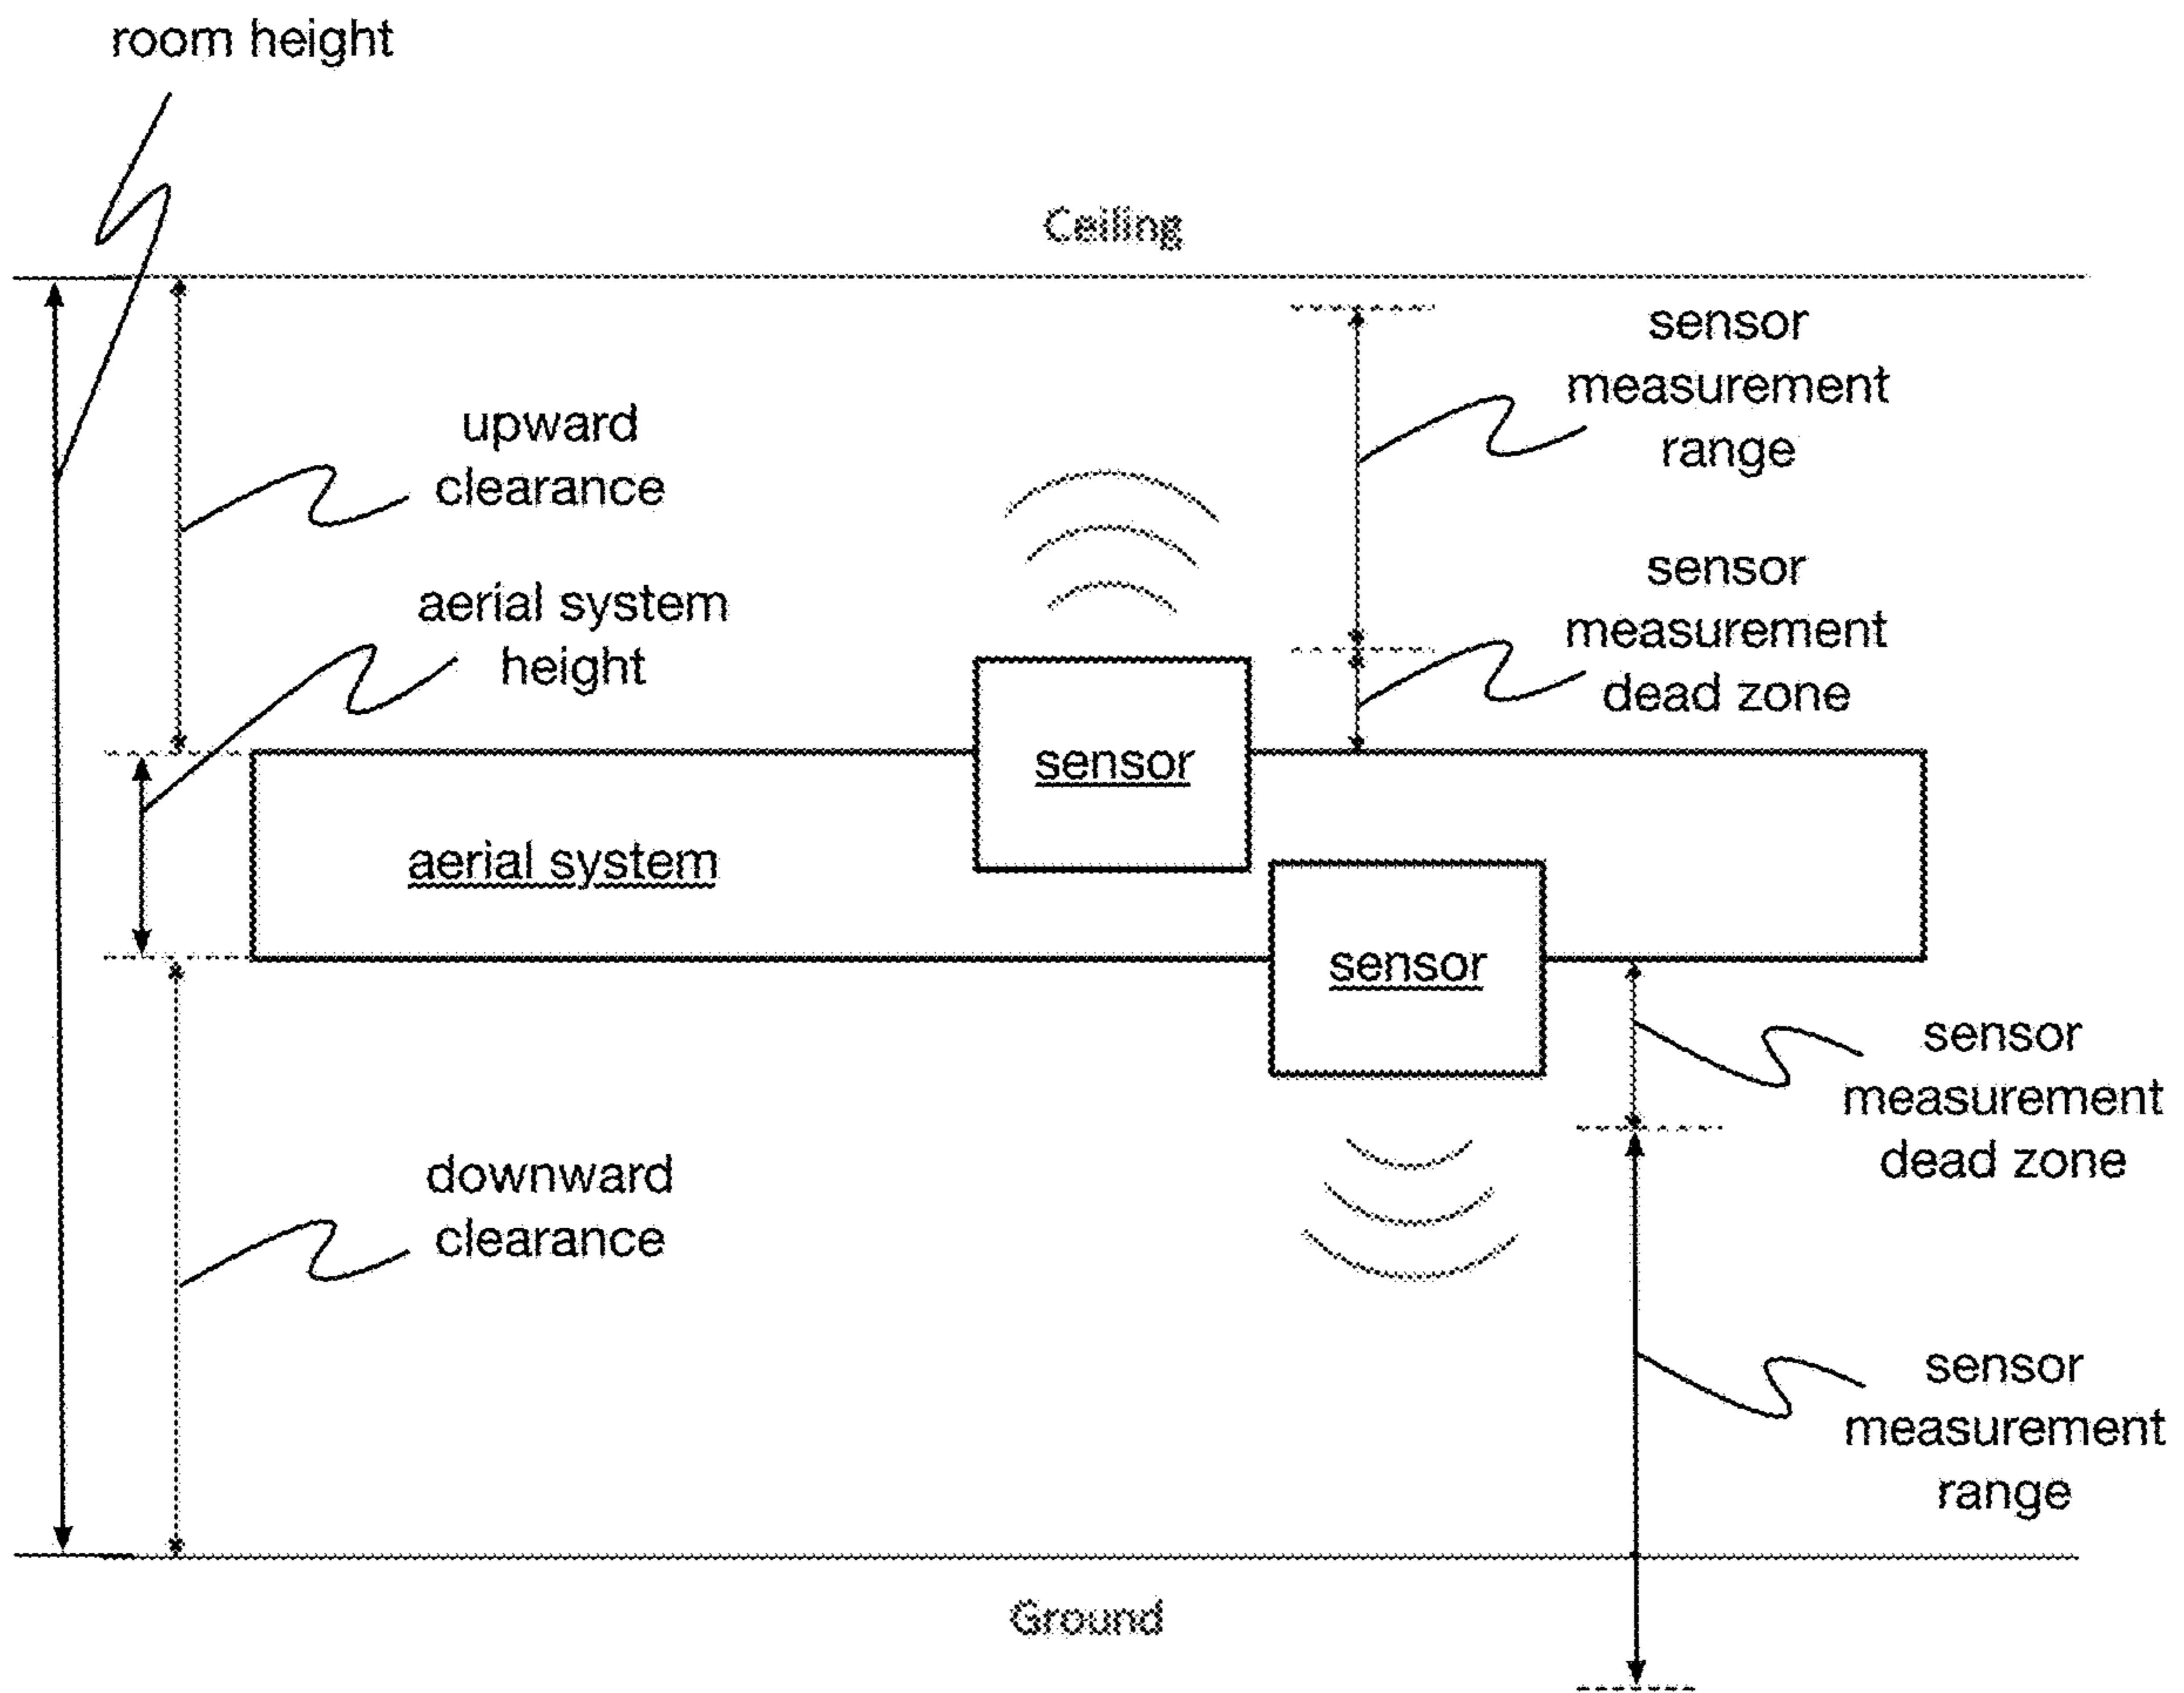 room height
Ceiling
sensor
measurement
range
upward
clearance
sensor
measurement
dead zone
aerial system
height
sensor
aerial system
sensor
sensor
measurement
dead zone
downward
clearance
sensor
measurement
range
Ground